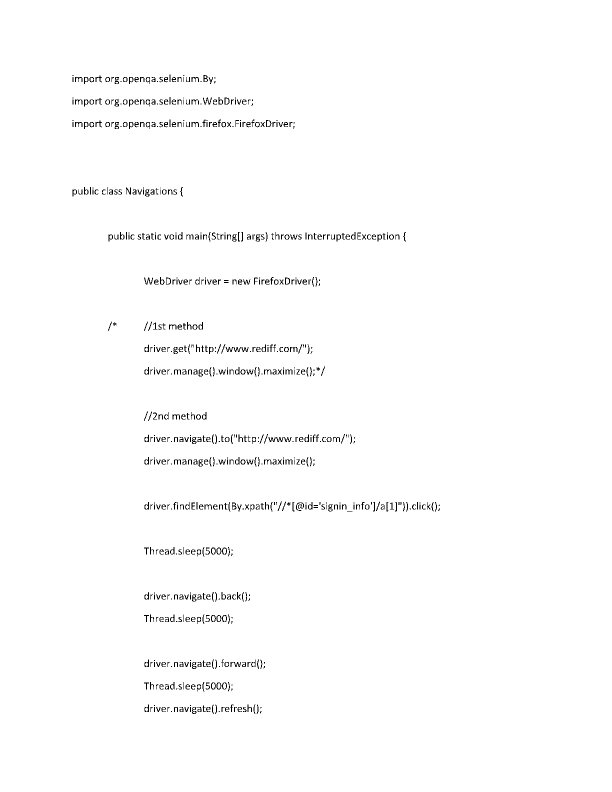 import org.openqa.selenium.By;
import org.openqa.selenium.WebDriver;
import org.openqa.selenium.firefox.FirefoxDriver;
public class Navigations {
public static void main(String[] args) throws InterruptedException {
WebDriver driver = new FirefoxDriver();
/* //1st method
driver.get("http://www.rediff.com/");
driver.manage().window().maximize();*/
//2nd method
driver.navigate().to("http://www.rediff.com/");
driver.manage().window().maximize();
driver.findElement(By.xpath("//*[@id='signin_info']/a[1]")).click();
Thread.sleep(5000);
driver.navigate().back();
Thread.sleep(5000);
driver.navigate().forward();
Thread.sleep(5000);
driver.navigate().refresh();